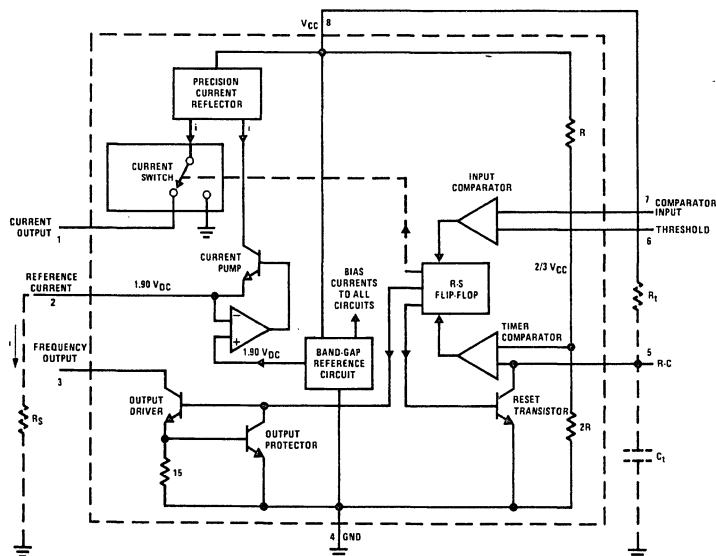 VCC
8
PRECISION
CURRENT
REFLECTOR
i
i
R
CURRENT
SWITCH
INPUT
COMPARATOR
7
COMPARATOR
INPUT
CURRENT
OUTPUT
1
THRESHOLD
6
CURRENT
PUMP
BIAS
CURRENTS
TO ALL
CIRCUITS
R-S
FLIP-FLOP
2/3 VCC
REFERENCE
CURRENT
2
1.90 VDC
Rt
i
TIMER
COMPARATOR
FREQUENCY
OUTPUT
3
−
+
1.90 VDC
BAND-GAP
REFERENCE
CIRCUIT
5
R-C
OUTPUT
DRIVER
RESET
TRANSISTOR
RS
OUTPUT
PROTECTOR
2R
15
Ct
4 GND